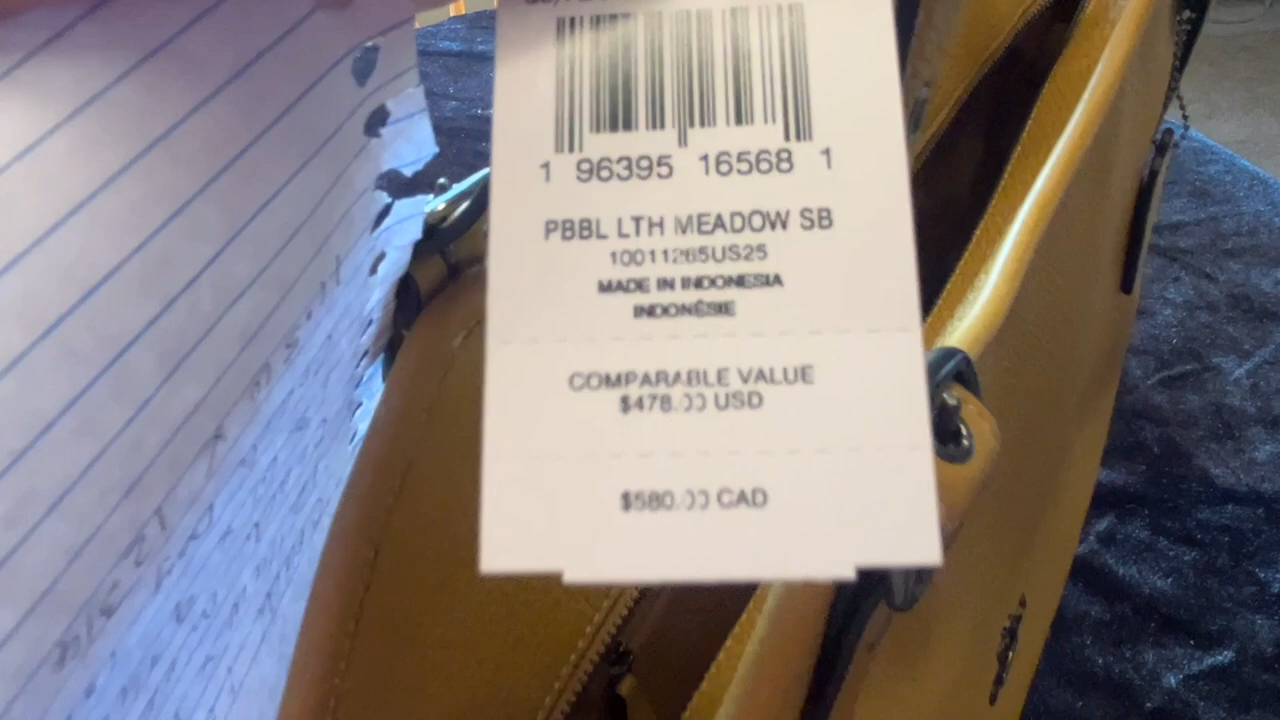 1 96395 16568 1
PBBL LTH MEADOW SB
10011265US25
MADE IN INDONESIA
INDONÉSIE
COMPARABLE VALUE
$478.00 USD
$580.00 CAD